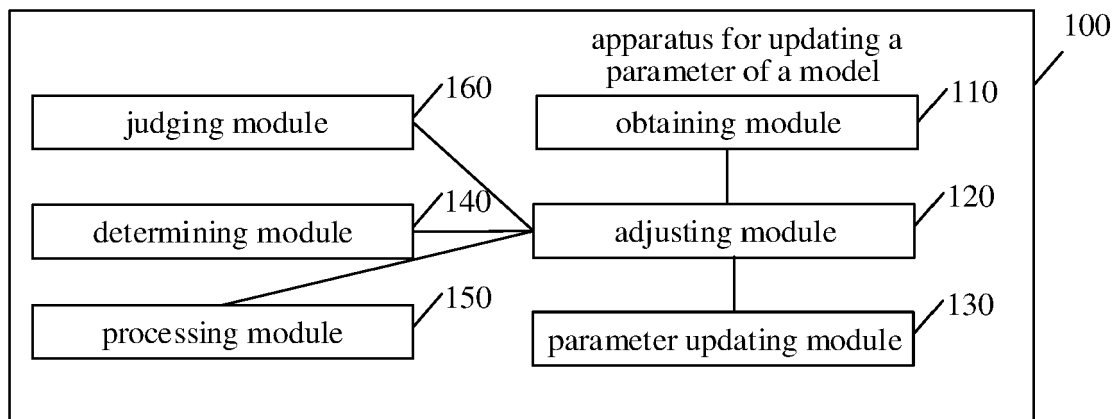 100
apparatus for updating a
parameter of a model
160
110
judging module
obtaining module
140
120
determining module
adjusting module
150
130
processing module
parameter updating module